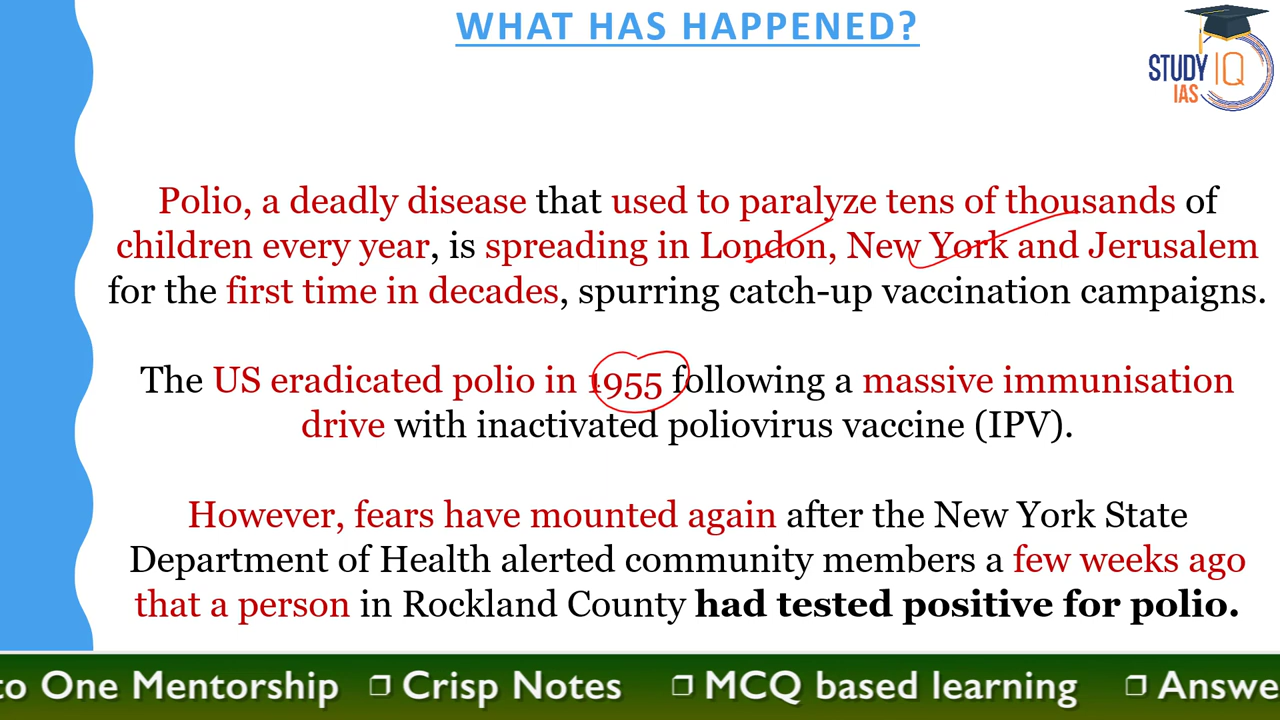 WHAT HAS HAPPENED?
STUDY IQ
IAS
Polio, a deadly disease that used to paralyze tens of thousands of
children every year, is spreading in London, New York and Jerusalem
for the first time in decades, spurring catch-up vaccination campaigns.
The US eradicated polio in 1955 following a massive immunisation
drive with inactivated poliovirus vaccine (IPV).
However, fears have mounted again after the New York State
Department of Health alerted community members a few weeks ago
that a person in Rockland County had tested positive for polio.
to One Mentorship ❐ Crisp Notes ❐ MCQ based learning ❐ Answe